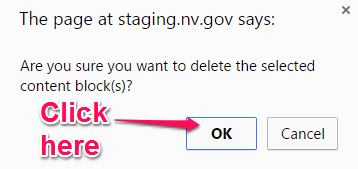 The page at staging.nv.gov says:
Are you sure you want to delete the selected
content block(s)?
Click
here
OK
Cancel